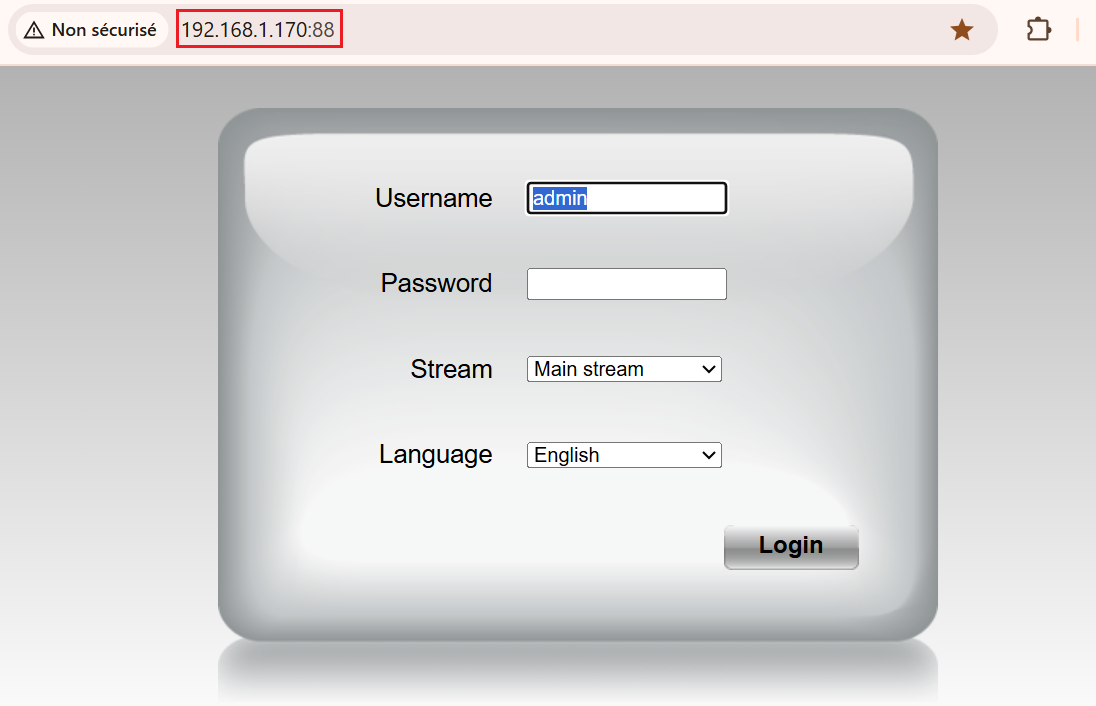 Non sécurisé 192.168.1.170:88
Username admin
Password
Stream Main stream
Language English
Login